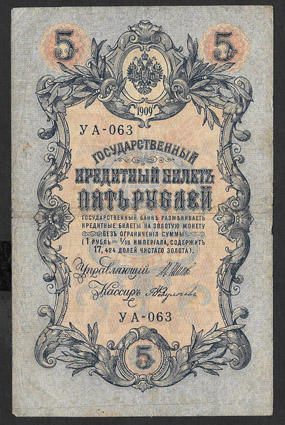 5 5
1909
УА-063
ГОСУДАРСТВЕННЫЙ
КРЕДИТНЫЙ БИЛЕТЪ
ПЯТЬ РУБЛЕЙ
ГОСУДАРСТВЕННЫЙ БАНКЪ РАЗМѢНИВАЕТЪ
КРЕДИТНЫЕ БИЛЕТЫ НА ЗОЛОТУЮ МОНЕТУ
БЕЗЪ ОГРАНИЧЕНІЯ СУММЫ
(1 РУБЛЬ = 1/15 ИМПЕРІАЛА, СОДЕРЖИТЪ
17,424 ДОЛЕЙ ЧИСТАГО ЗОЛОТА).
Управляющій
Кассиръ
УА-063
5